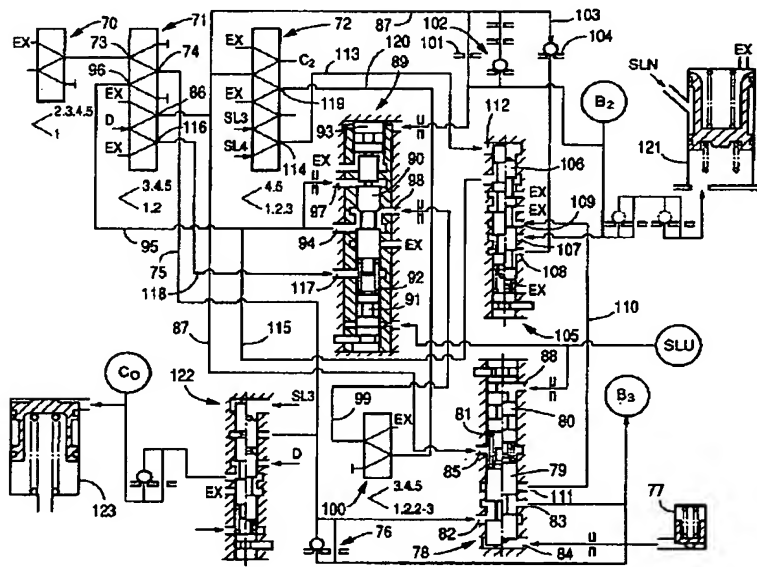 70
71
72
87
102
103
101
104
EX
73
74
96
EX
C2
113
120
89
SLN
EX
2.3.4.5
1
D
EX
86
116
EX
EX
SL3
SL4
119
114
93
EX
97
90
98
112
106
EX
EX
109
107
108
B2
121
3.4.5
1.2
4.5
1.2.3
95
94
EX
75
118
117
92
91
EX
110
105
87
115
SLU
C0
122
SL3
99
88
B3
81
80
85
79
D
EX
EX
111
83
77
100
3.4.5
1.2.2-3
123
76
82
78
84